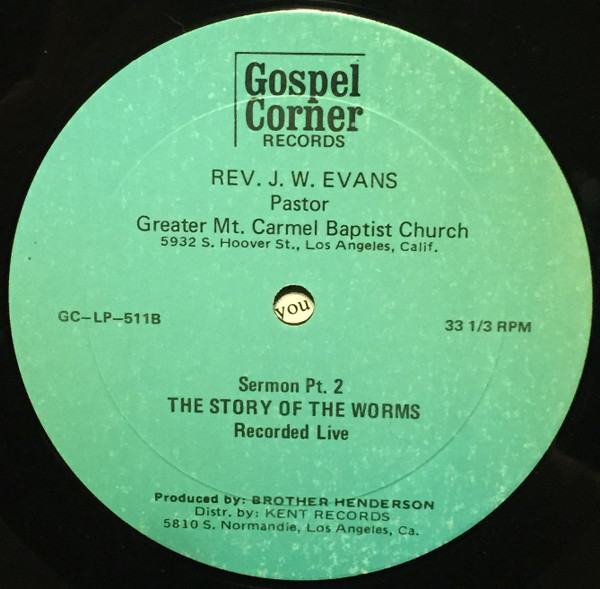 Gospel
Corner
RECORDS
REV. J. W. EVANS
Pastor
Greater Mt. Carmel Baptist Church
5932 S. Hoover St., Los Angeles, Calif.
you
GC—LP—511B
33 1/3 RPM
Sermon Pt. 2
THE STORY OF THE WORMS
Recorded Live
Produced by: BROTHER HENDERSON
Distr. by: KENT RECORDS
5810 S. Normandie, Los Angeles, Ca.